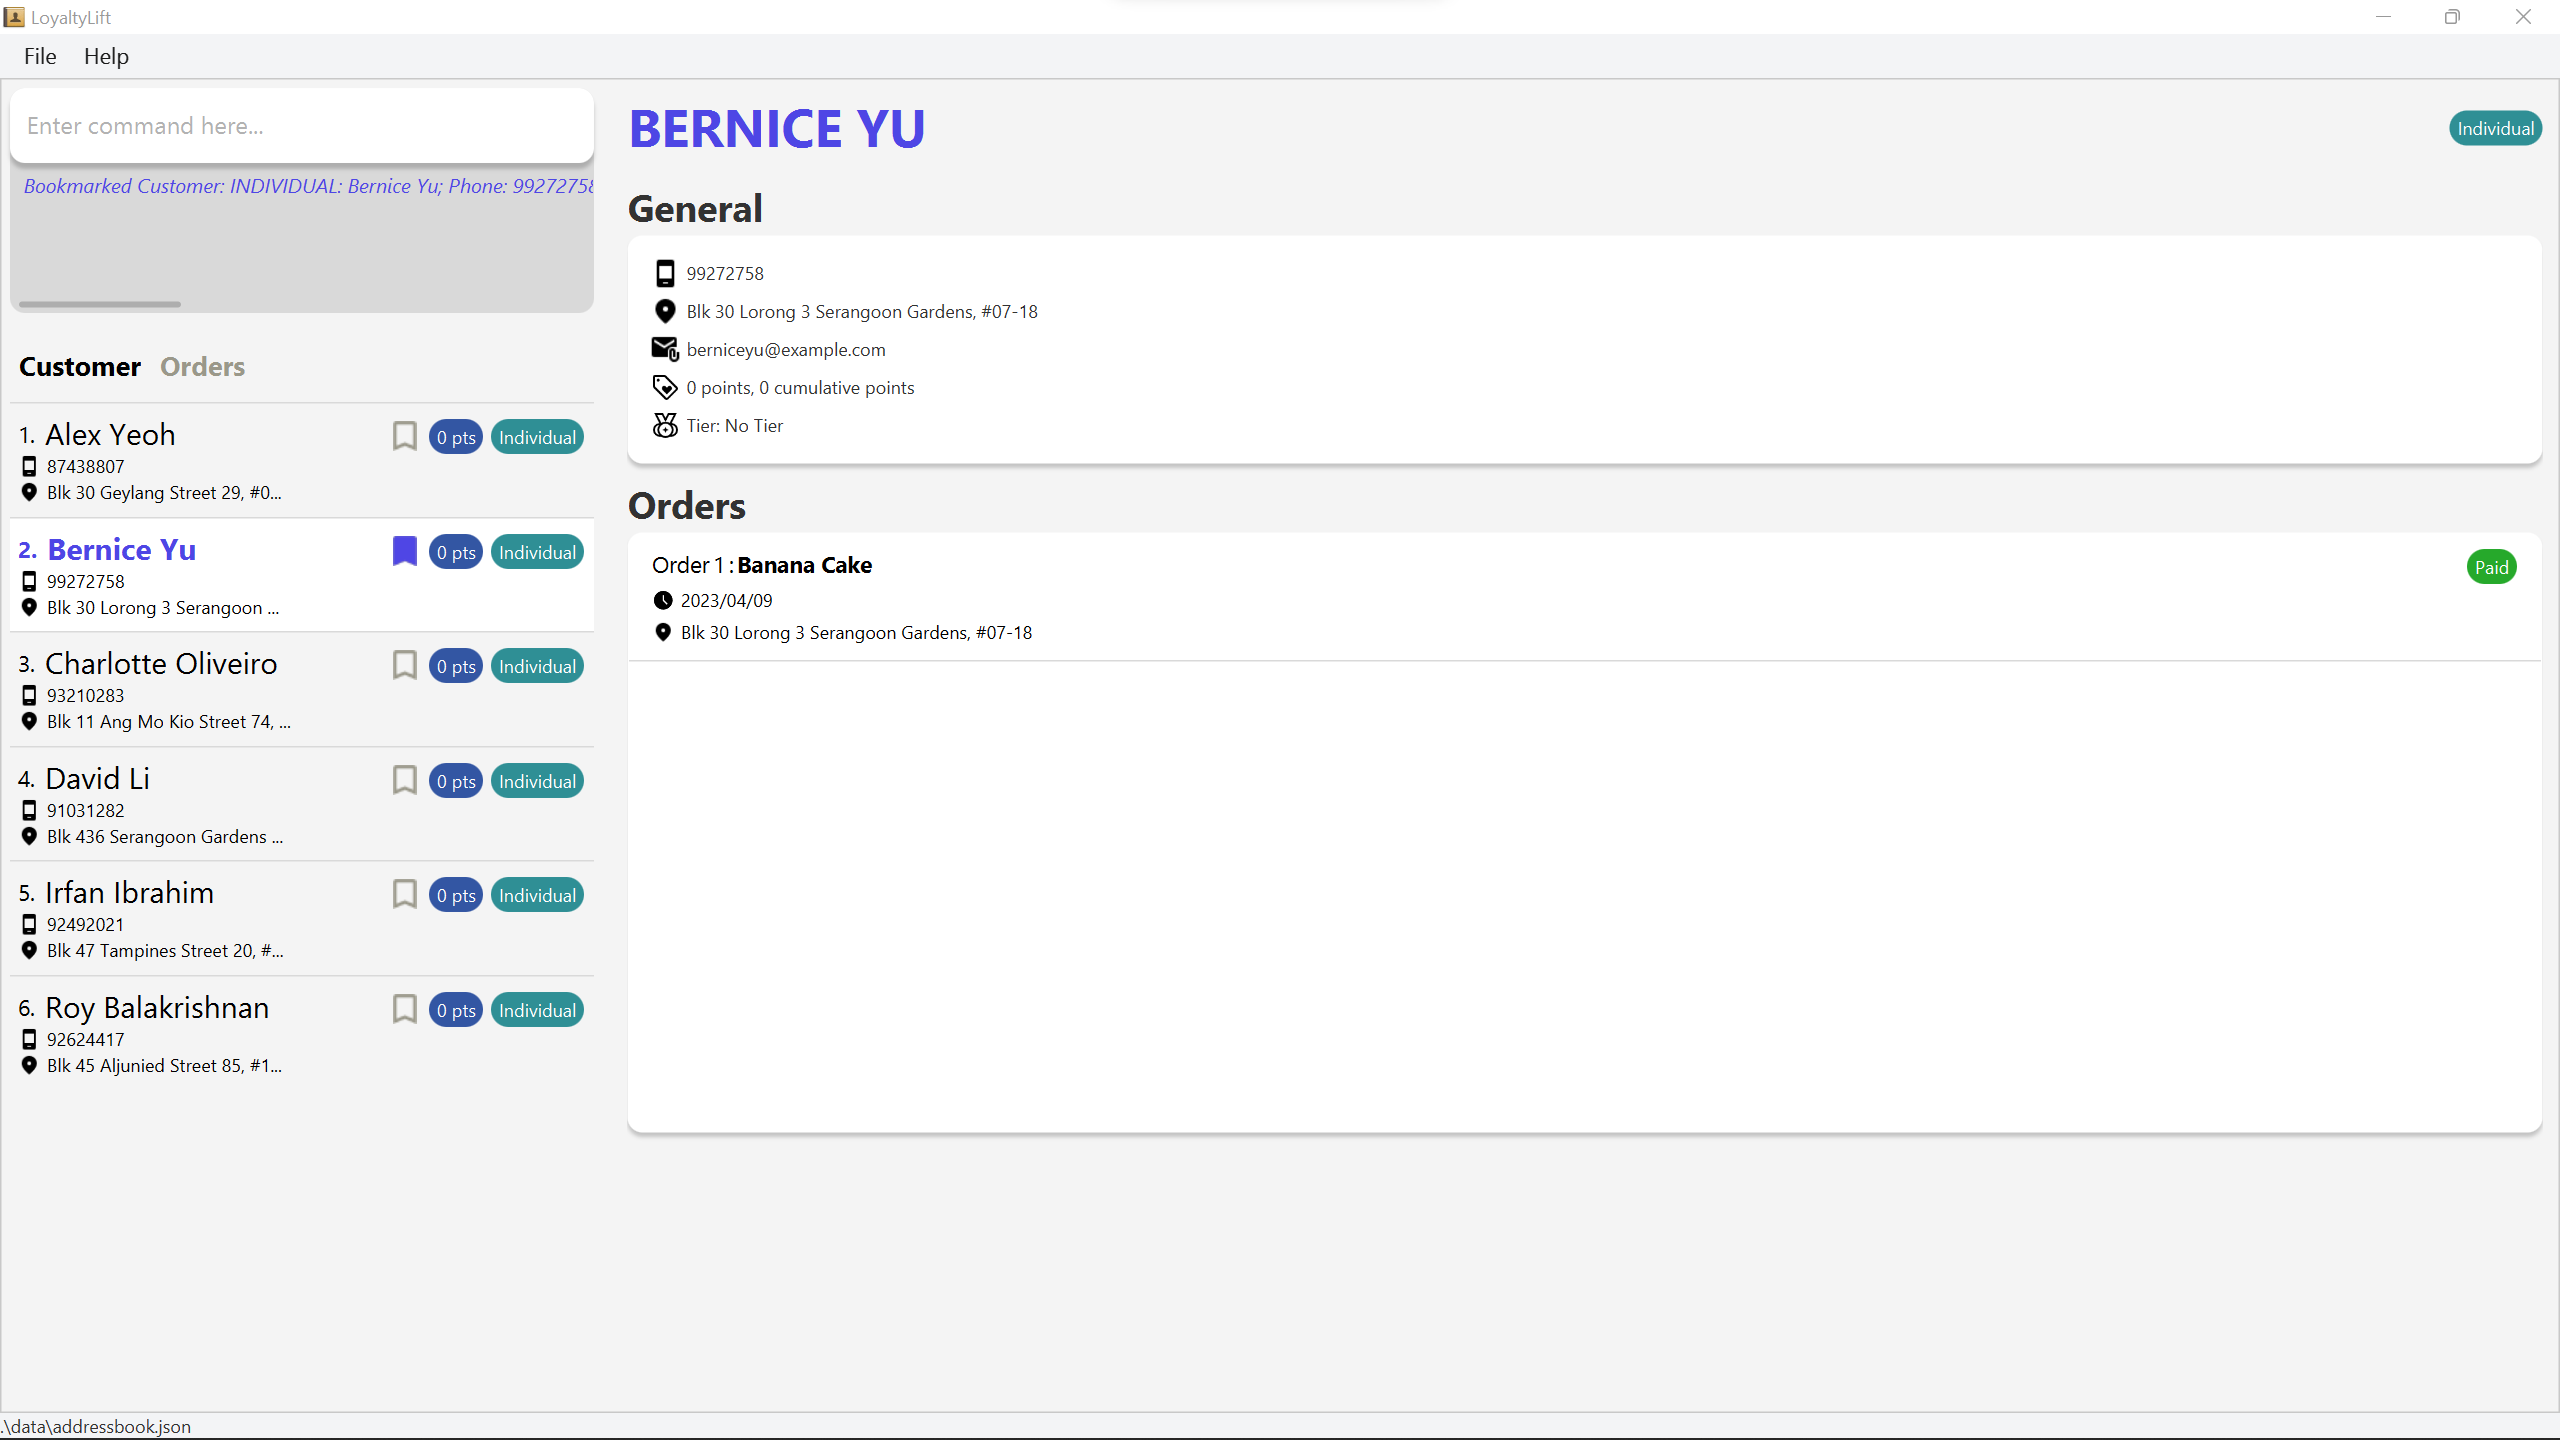 LoyaltyLift
File Help
Enter command here...
Bookmarked Customer: INDIVIDUAL: Bernice Yu; Phone: 99272758
Customer Orders
1. Alex Yeoh 0 pts Individual
87438807
Blk 30 Geylang Street 29, #0...
2. Bernice Yu 0 pts Individual
99272758
Blk 30 Lorong 3 Serangoon ...
3. Charlotte Oliveiro 0 pts Individual
93210283
Blk 11 Ang Mo Kio Street 74, ...
4. David Li 0 pts Individual
91031282
Blk 436 Serangoon Gardens ...
5. Irfan Ibrahim 0 pts Individual
92492021
Blk 47 Tampines Street 20, #...
6. Roy Balakrishnan 0 pts Individual
92624417
Blk 45 Aljunied Street 85, #1...
BERNICE YU Individual
General
99272758
Blk 30 Lorong 3 Serangoon Gardens, #07-18
berniceyu@example.com
0 points, 0 cumulative points
Tier: No Tier
Orders
Order 1 : Banana Cake Paid
2023/04/09
Blk 30 Lorong 3 Serangoon Gardens, #07-18
.\data\addressbook.json